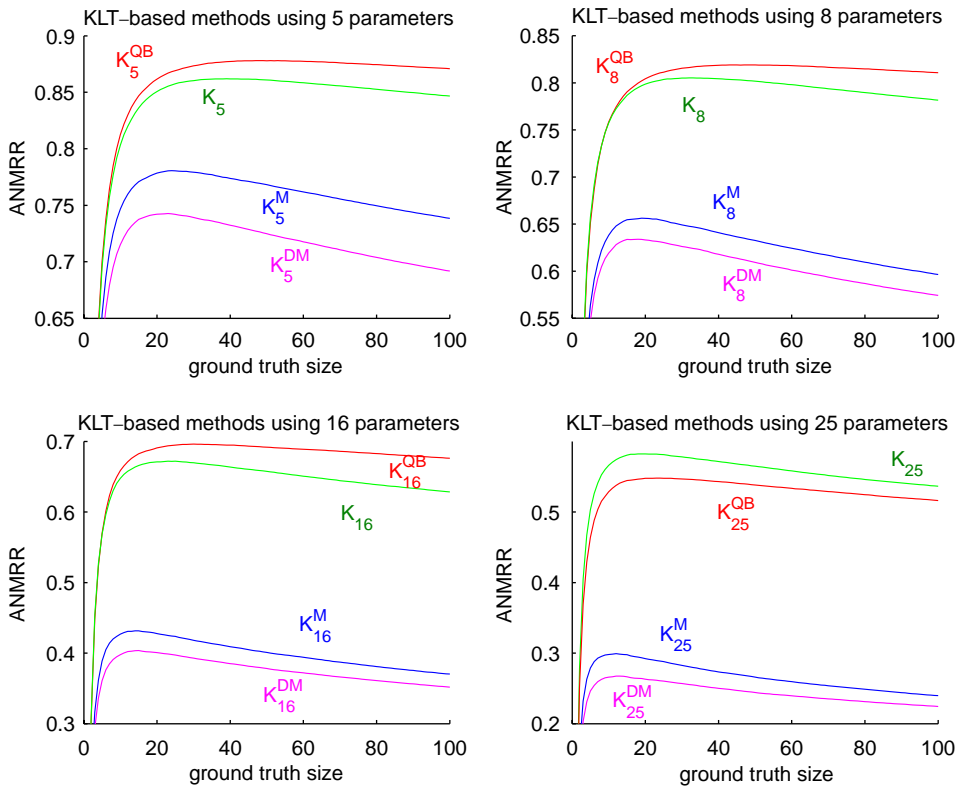 KLT−based methods using 5 parameters
0.9
0.85
0.8
0.75
0.7
0.65
ANMRR
K5QB
K5
K5M
K5DM
0 20 40 60 80 100
ground truth size
KLT−based methods using 8 parameters
0.85
0.8
0.75
0.7
0.65
0.6
0.55
ANMRR
K8QB
K8
K8M
K8DM
0 20 40 60 80 100
ground truth size
KLT−based methods using 16 parameters
0.7
0.6
0.5
0.4
0.3
ANMRR
K16QB
K16
K16M
K16DM
0 20 40 60 80 100
ground truth size
KLT−based methods using 25 parameters
0.5
0.4
0.3
0.2
ANMRR
K25
K25QB
K25M
K25DM
0 20 40 60 80 100
ground truth size